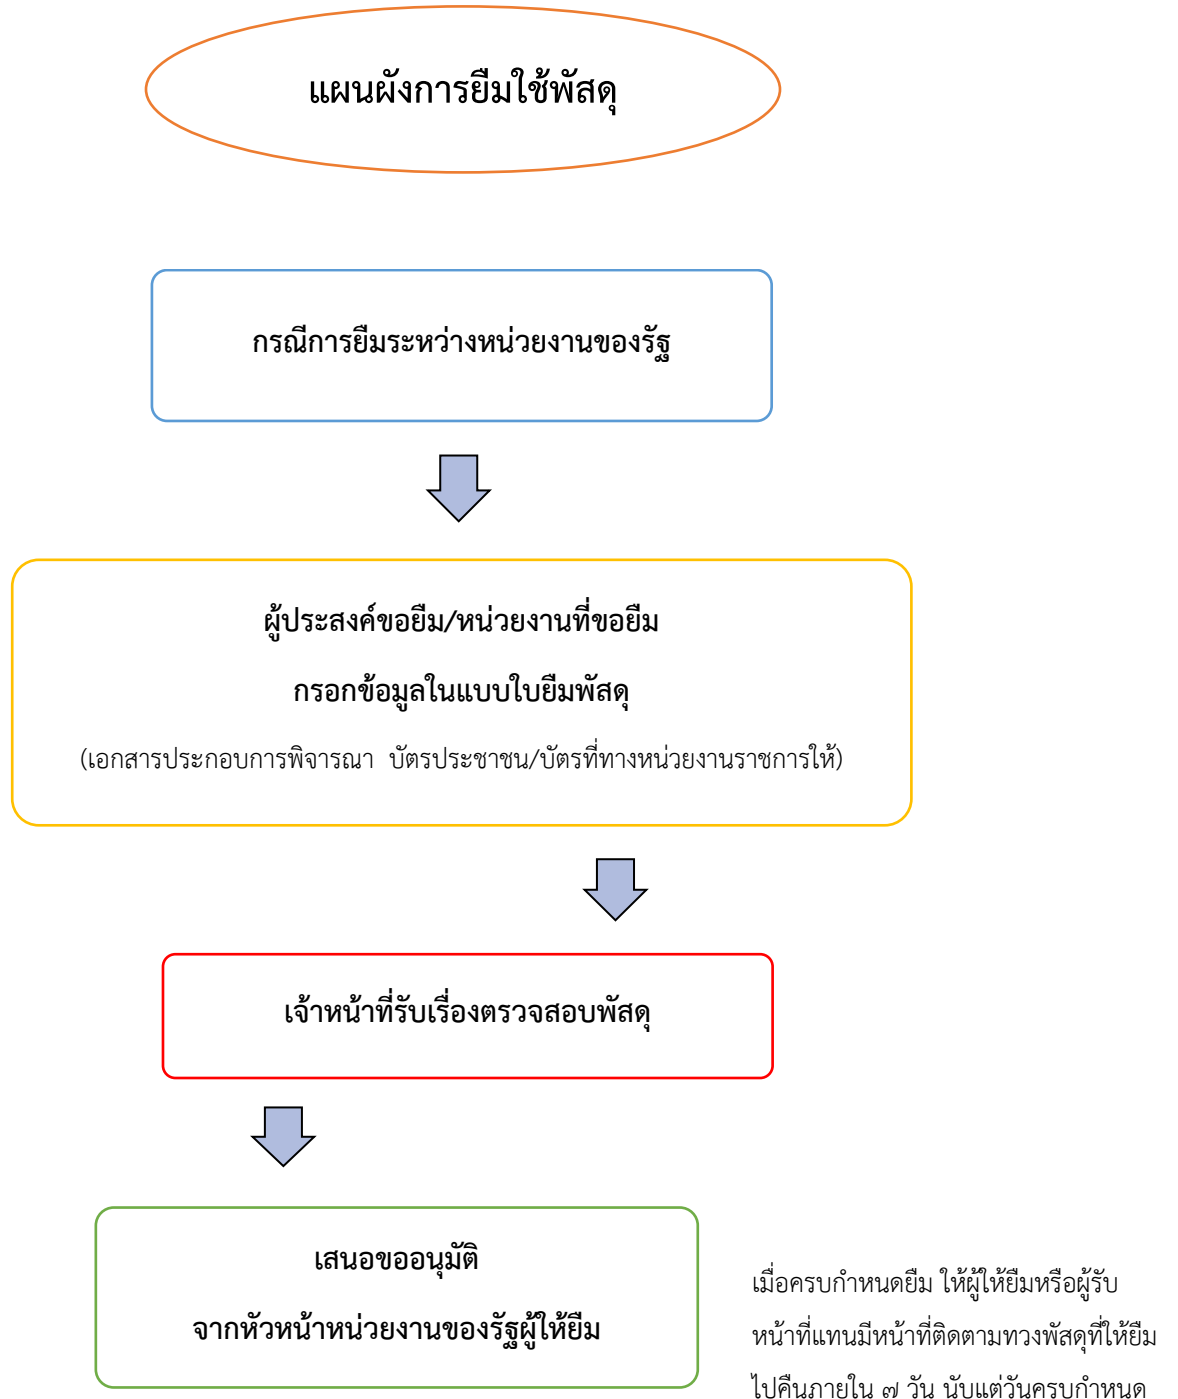 แผนผังการยืมใช้พัสดุ
กรณีการยืมระหว่างหน่วยงานของรัฐ
ผู้ประสงค์ขอยืม/หน่วยงานที่ขอยืม
กรอกข้อมูลในแบบใบยืมพัสดุ
(เอกสารประกอบการพิจารณา บัตรประชาชน/บัตรที่ทางหน่วยงานราชการให้)
เจ้าหน้าที่รับเรื่องตรวจสอบพัสดุ
เสนอขออนุมัติ
จากหัวหน้าหน่วยงานของรัฐผู้ให้ยืม
เมื่อครบกำหนดยืม ให้ผู้ให้ยืมหรือผู้รับ
หน้าที่แทนมีหน้าที่ติดตามทวงพัสดุที่ให้ยืม
ไปคืนภายใน ๗ วัน นับแต่วันครบกำหนด